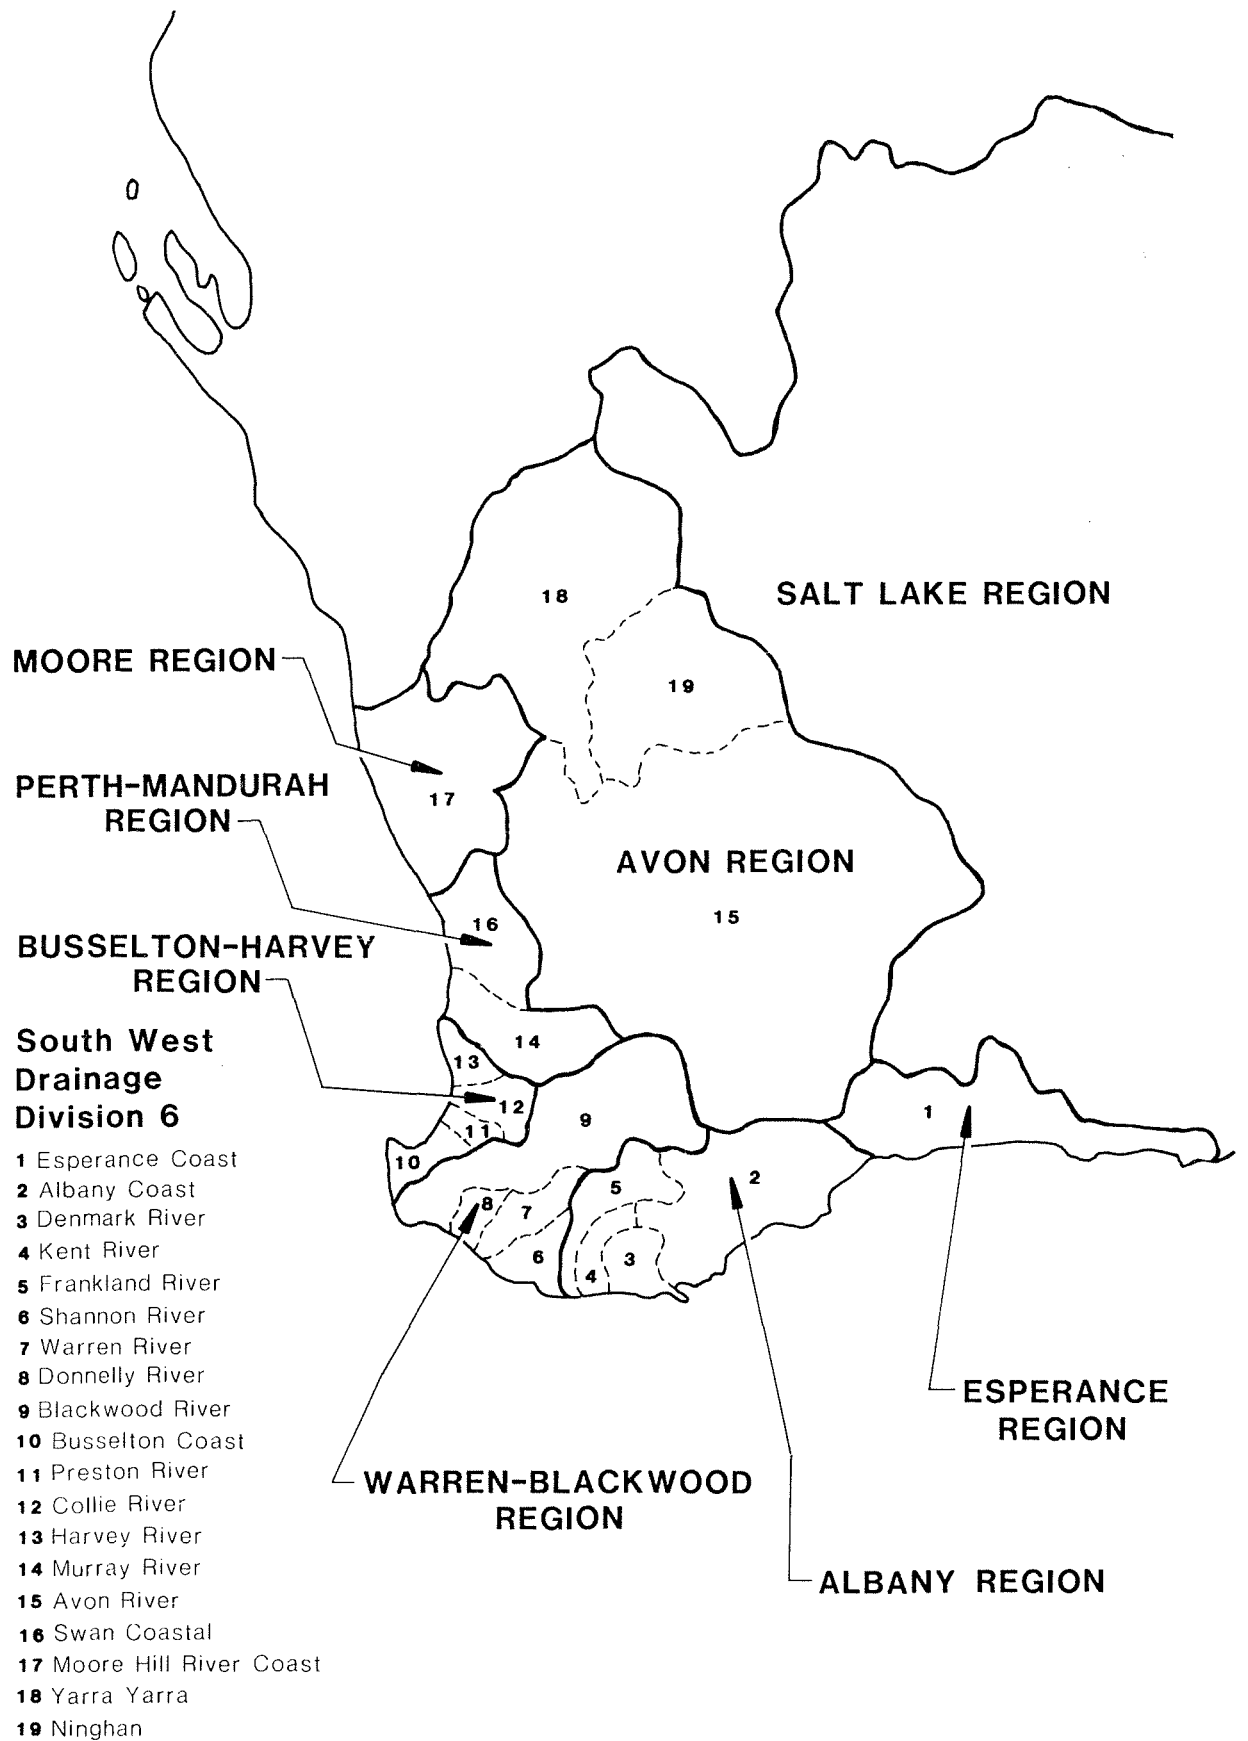 18
SALT LAKE REGION
MOORE REGION
19
PERTH-MANDURAH
REGION
17
AVON REGION
15
16
BUSSELTON-HARVEY
REGION
14
13
12
11
10
9
1
2
5
8
7
6
4
3
South West
Drainage
Division 6
1 Esperance Coast
2 Albany Coast
3 Denmark River
4 Kent River
5 Frankland River
6 Shannon River
7 Warren River
8 Donnelly River
9 Blackwood River
10 Busselton Coast
11 Preston River
12 Collie River
13 Harvey River
14 Murray River
15 Avon River
16 Swan Coastal
17 Moore Hill River Coast
18 Yarra Yarra
19 Ninghan
ESPERANCE
REGION
WARREN-BLACKWOOD
REGION
ALBANY REGION